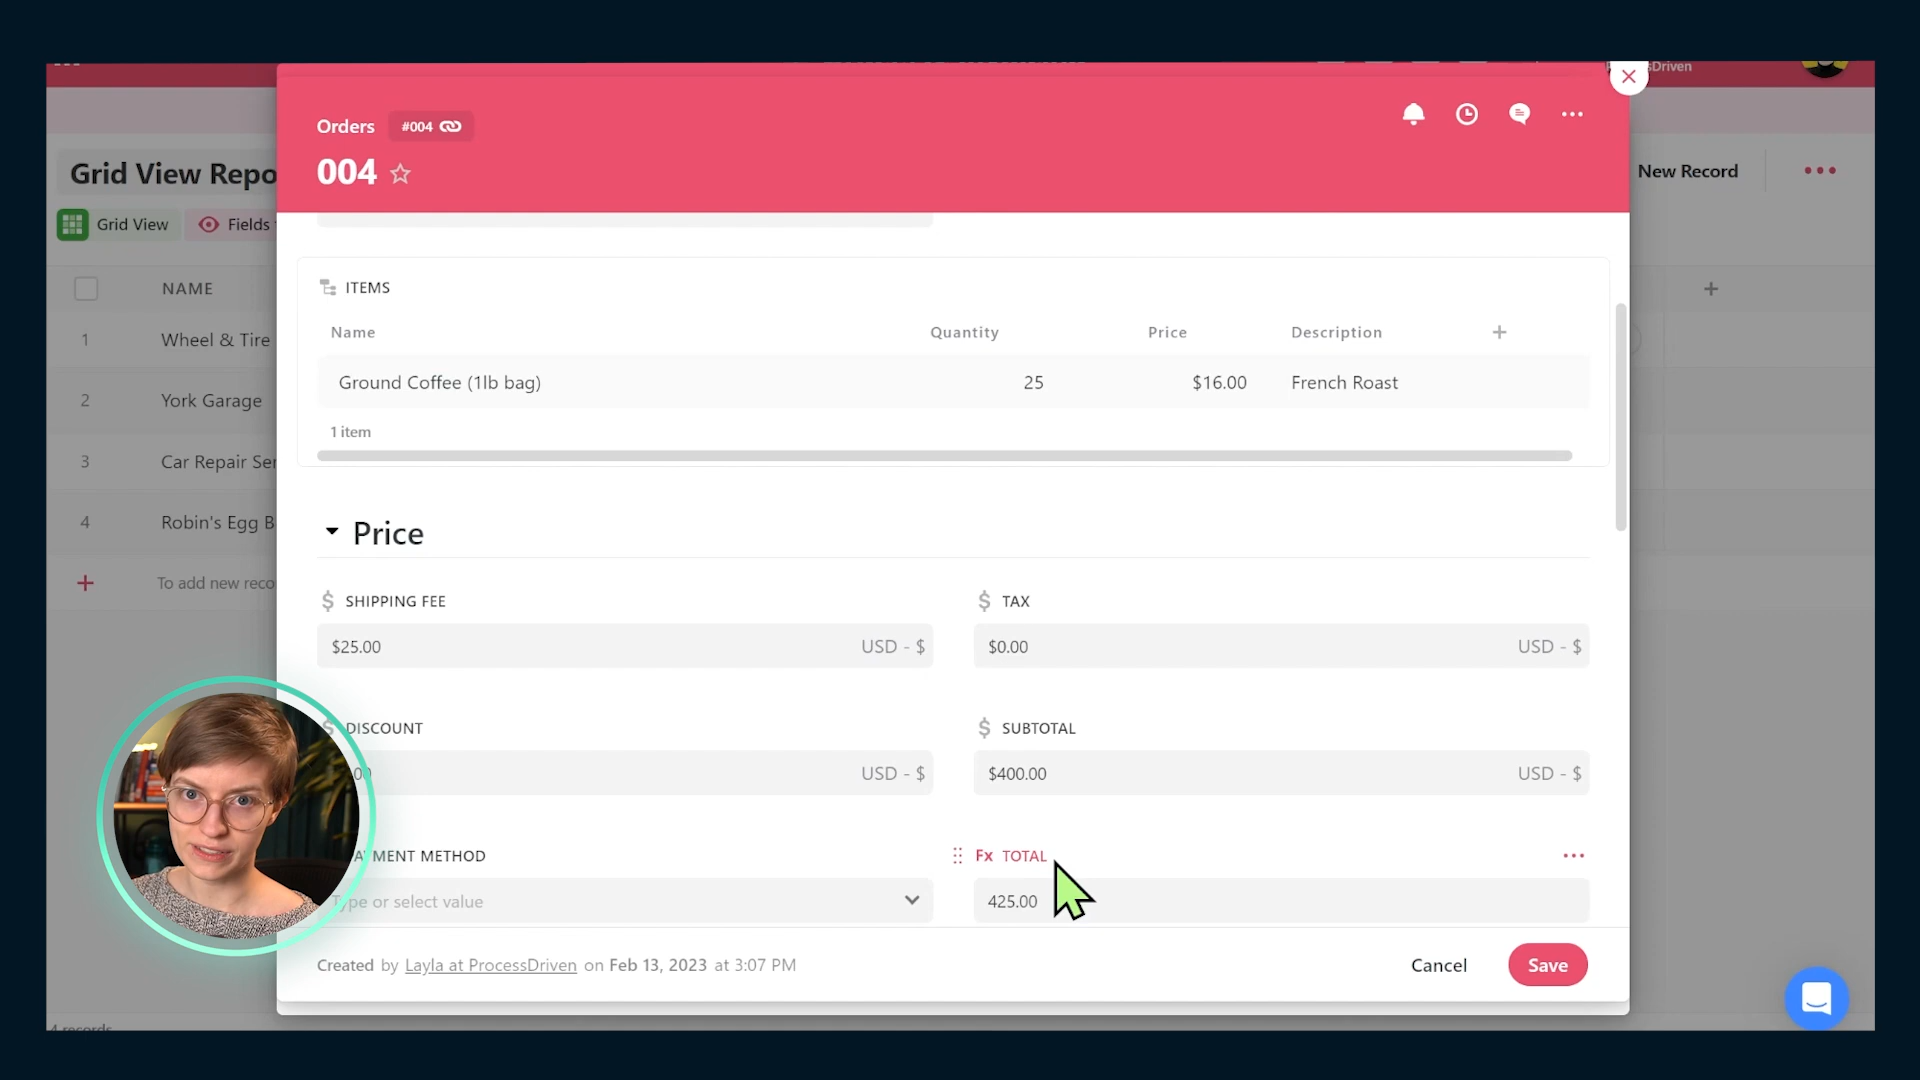 Orders #004
004
Grid View Repo
New Record
Grid View Fields
NAME
1 Wheel & Tire
2 York Garage
3 Car Repair Ser
4 Robin's Egg B
To add new reco
ITEMS
Name Quantity Price Description
Ground Coffee (1lb bag) 25 $16.00 French Roast
1 item
Price
SHIPPING FEE TAX
$25.00 USD - $ $0.00 USD - $
DISCOUNT SUBTOTAL
USD - $ $400.00 USD - $
AYMENT METHOD Fx TOTAL
Type or select value 425.00
Created by Layla at ProcessDriven on Feb 13, 2023 at 3:07 PM
Cancel Save